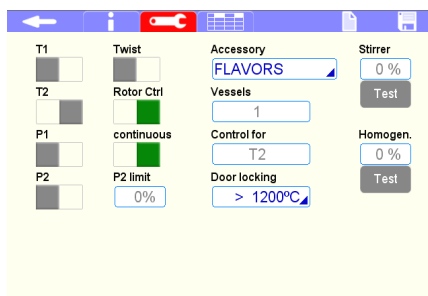 T1 Twist Accessory Stirrer
FLAVORS 0 %
T2 Rotor Ctrl Vessels Test
1
P1 continuous Control for Homogen.
T2 0 %
P2 P2 limit Door locking Test
0% > 1200ºC